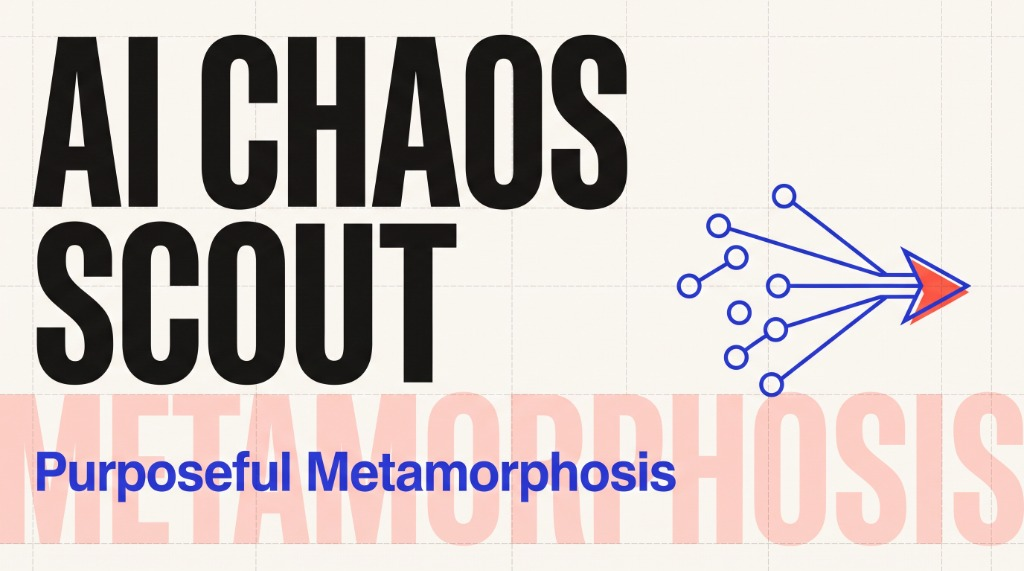 AI CHAOS
SCOUT
METAMORPHOSIS
Purposeful Metamorphosis